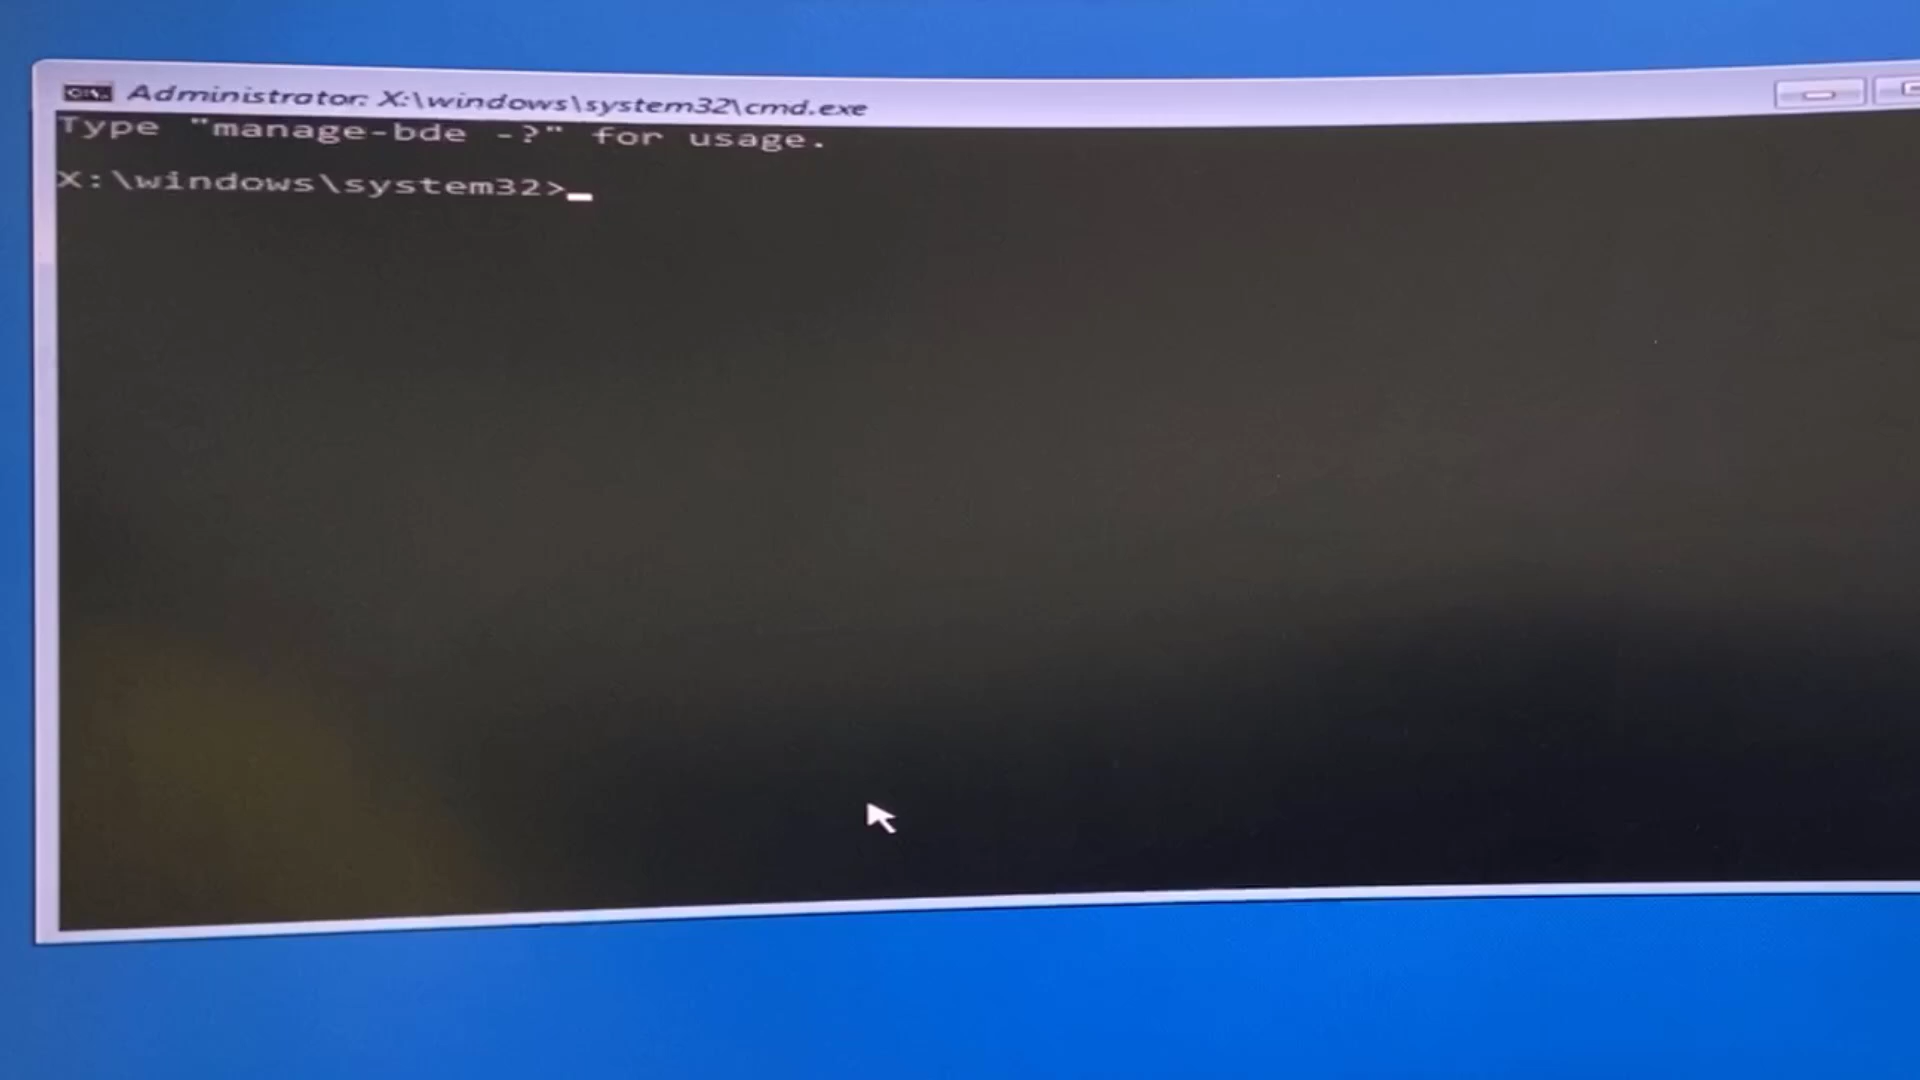 Administrator: X:\windows\system32\cmd.exe
Type "manage-bde -?" for usage.
X:\windows\system32>